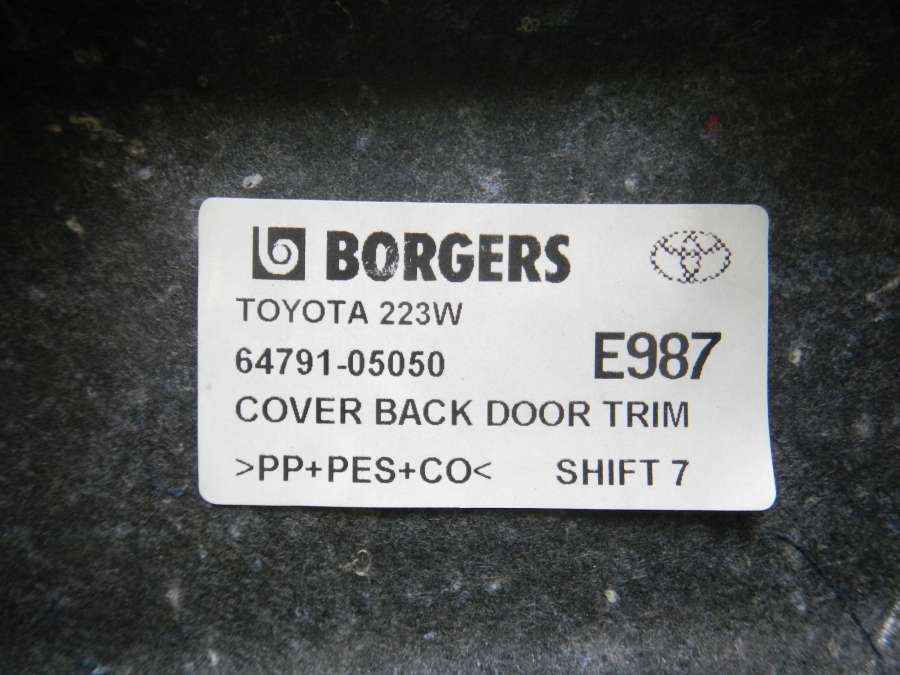 BORGERS
TOYOTA 223W
64791-05050 E987
COVER BACK DOOR TRIM
>PP+PES+CO< SHIFT 7